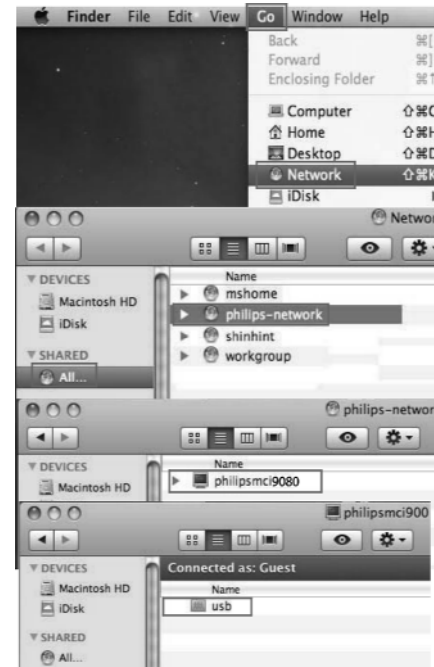 Finder File Edit View Go Window Help
Back ⌘[
Forward ⌘]
Enclosing Folder ⌘↑
Computer ⇧⌘C
Home ⇧⌘H
Desktop ⇧⌘D
Network ⇧⌘K
iDisk
Networ
DEVICES
Macintosh HD
iDisk
SHARED
All...
Name
mshome
philips-network
shinhint
workgroup
philips-networ
DEVICES
Macintosh HD
Name
philipsmci9080
philipsmci900
DEVICES
Macintosh HD
iDisk
SHARED
All...
Connected as: Guest
Name
usb